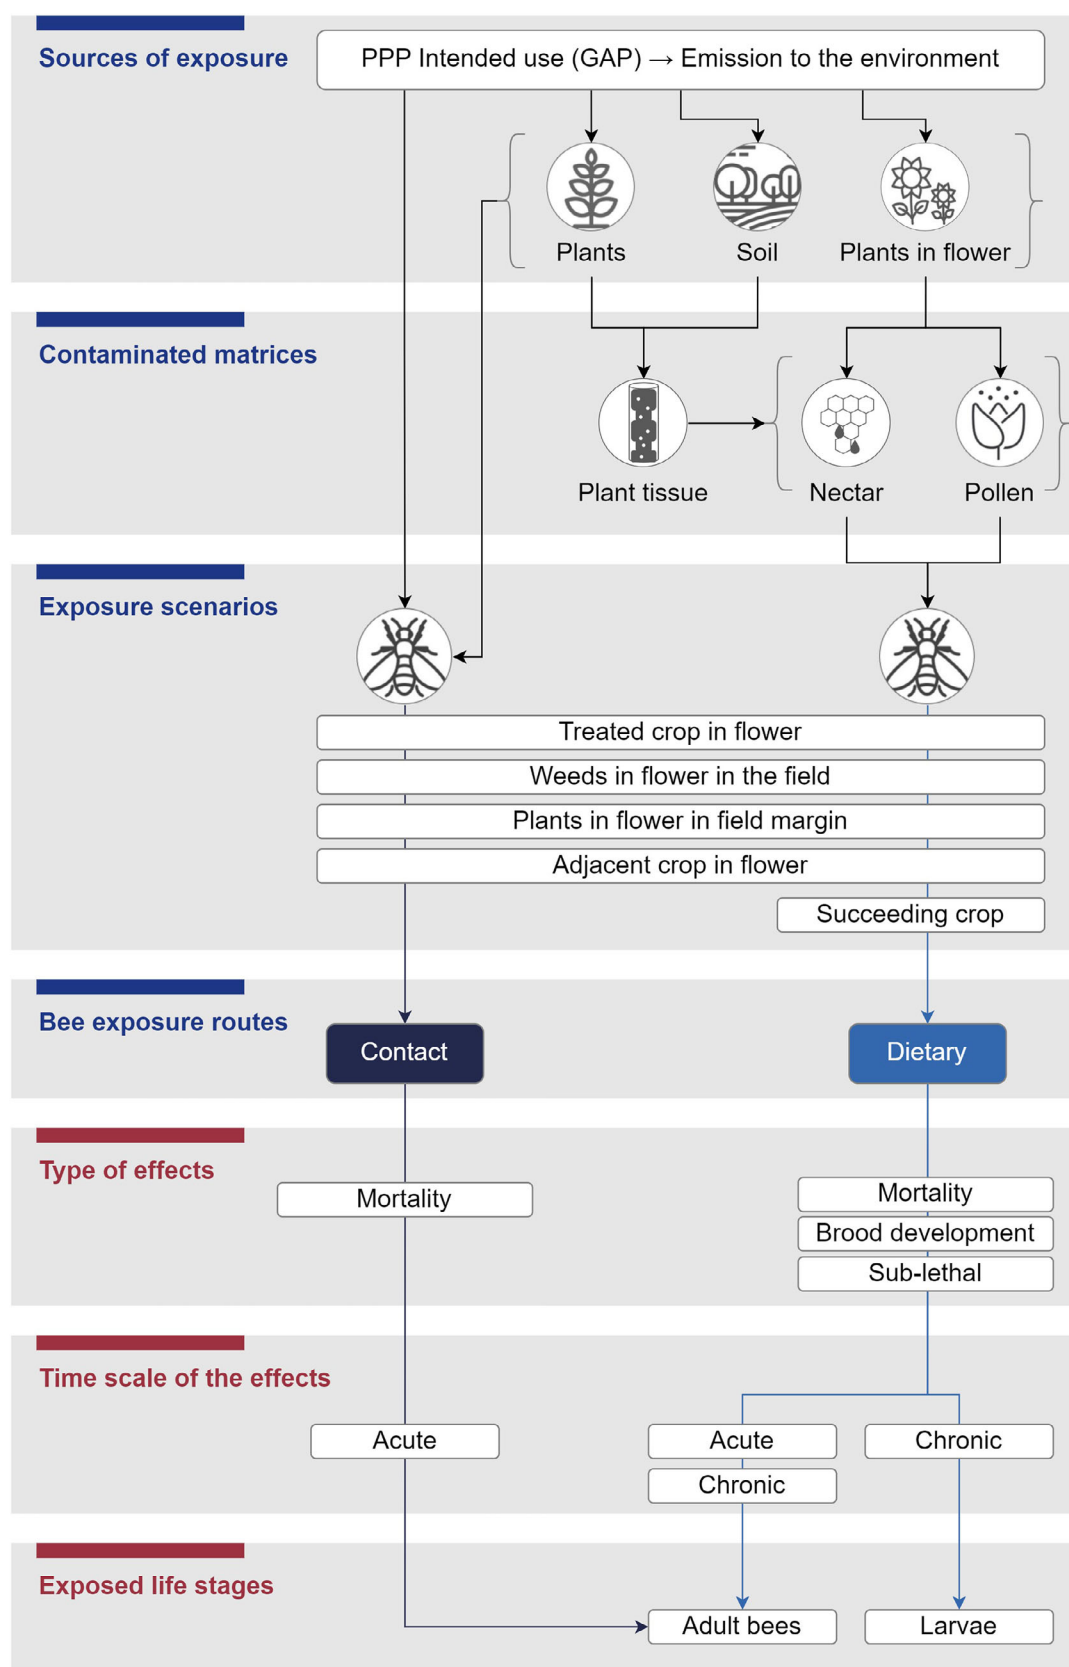 Sources of exposure
PPP Intended use (GAP) → Emission to the environment
Plants
Soil
Plants in flower
Contaminated matrices
Plant tissue
Nectar
Pollen
Exposure scenarios
Treated crop in flower
Weeds in flower in the field
Plants in flower in field margin
Adjacent crop in flower
Succeeding crop
Bee exposure routes
Contact
Dietary
Type of effects
Mortality
Mortality
Brood development
Sub-lethal
Time scale of the effects
Acute
Acute
Chronic
Chronic
Exposed life stages
Adult bees
Larvae